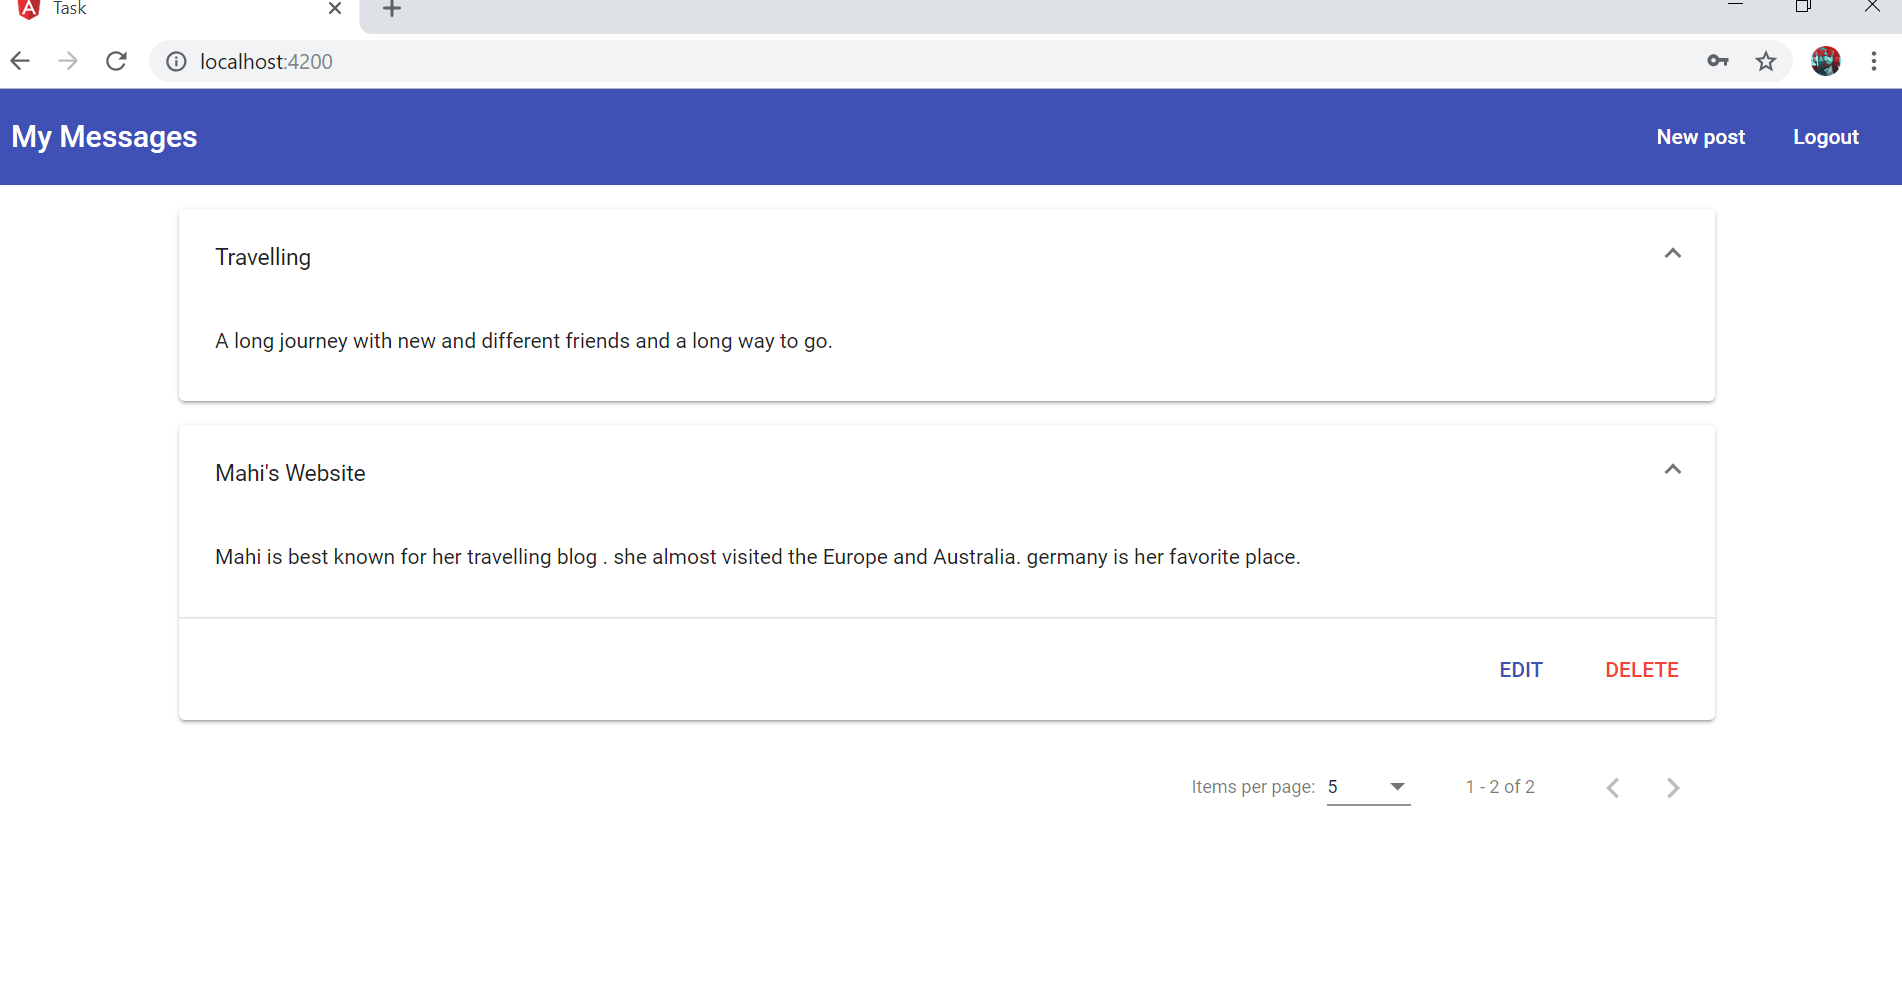 Task
localhost:4200
My Messages
New post
Logout
Travelling
A long journey with new and different friends and a long way to go.
Mahi's Website
Mahi is best known for her travelling blog . she almost visited the Europe and Australia. germany is her favorite place.
EDIT
DELETE
Items per page: 5
1 - 2 of 2